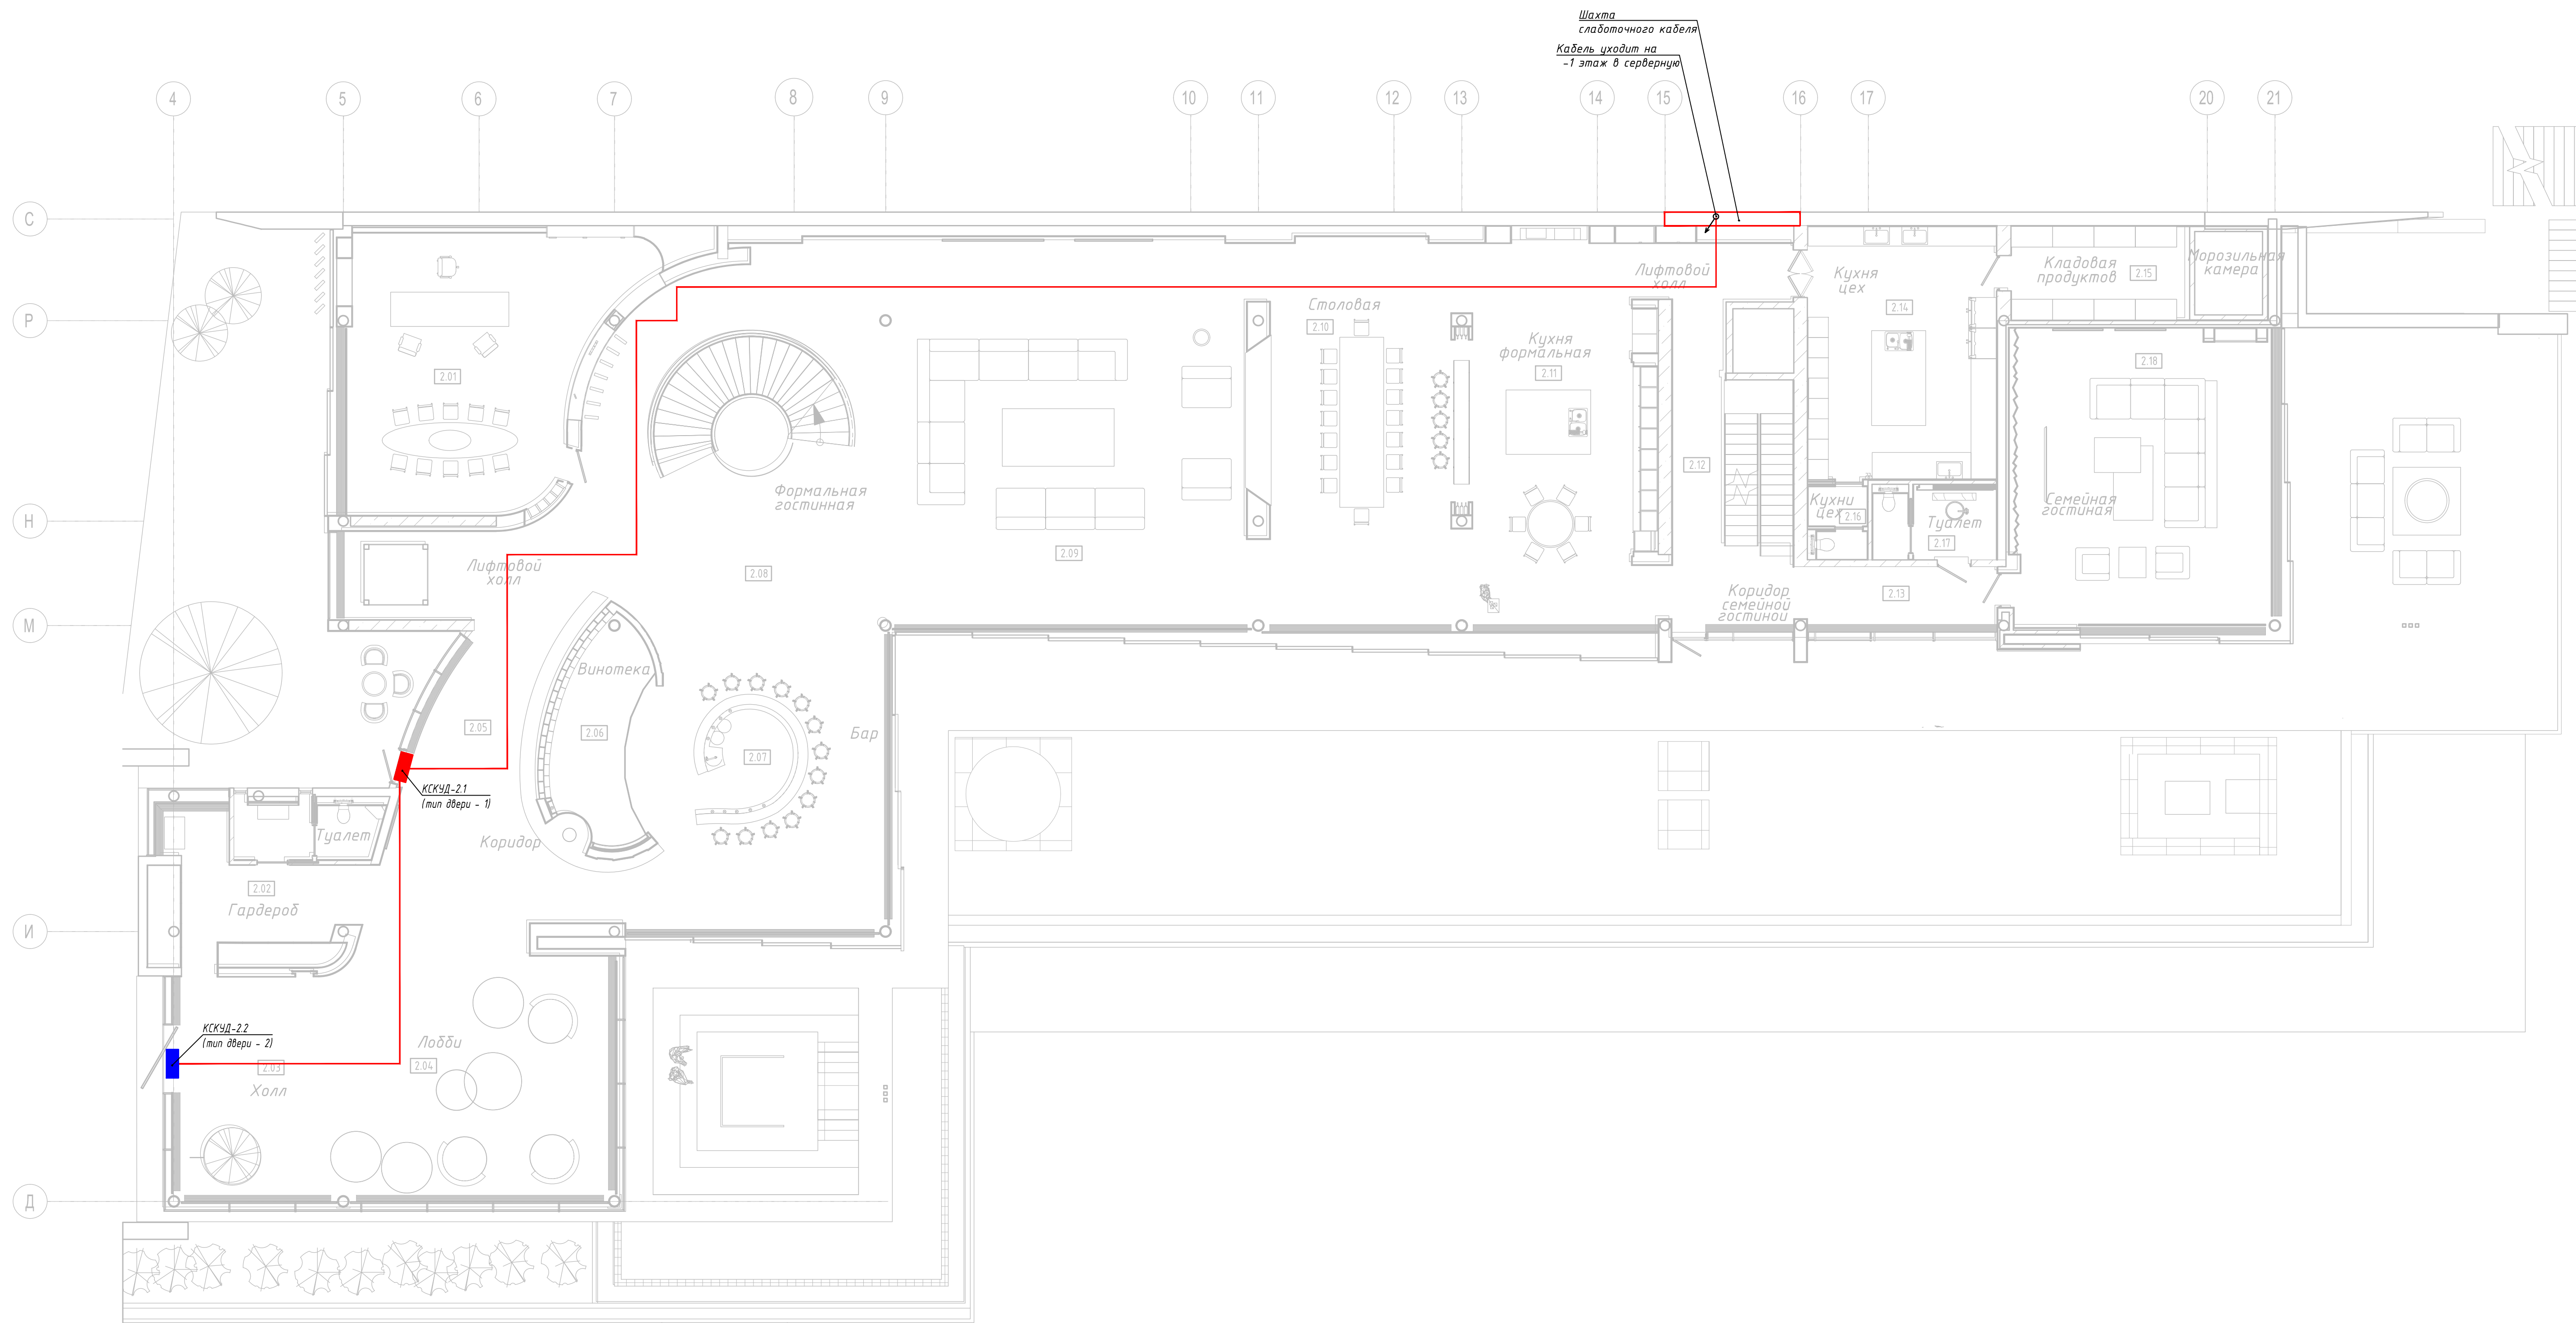 Шахта
слаботочного кабеля
Кабель уходит на
-1 этаж в серверную
4
5
6
7
8
9
10
11
12
13
14
15
16
17
20
21
С
Р
Н
М
И
Д
Лифтовой
холл
Кухня
цех
2.14
Кладовая
продуктов
2.15
Морозильная
камера
Столовая
2.10
Кухня
формальная
2.11
2.01
2.18
2.12
Формальная
гостинная
2.09
Кухни
цех
2.16
Туалет
2.17
Семейная
гостиная
Лифтовой
холл
2.08
Коридор
семейной
гостиной
2.13
Винотека
2.05
2.06
2.07
Бар
КСКУД-2.1
(тип двери - 1)
Туалет
Коридор
2.02
Гардероб
КСКУД-2.2
(тип двери - 2)
Лобби
2.04
2.03
Холл